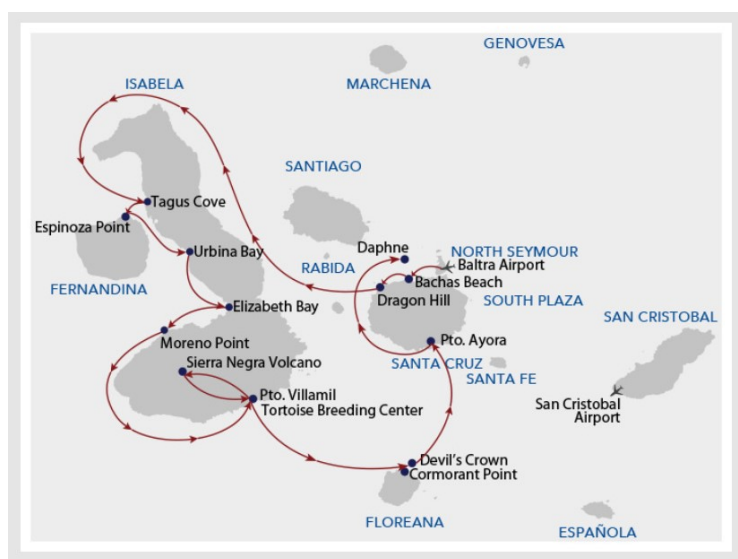 GENOVESA
MARCHENA
ISABELA
SANTIAGO
Tagus Cove
Espinoza Point
Daphne
NORTH SEYMOUR
Urbina Bay
Baltra Airport
RABIDA
Bachas Beach
FERNANDINA
Dragon Hill
SOUTH PLAZA
Elizabeth Bay
SAN CRISTOBAL
Moreno Point
Pto. Ayora
Sierra Negra Volcano
SANTA CRUZ
SANTA FE
Pto. Villamil
Tortoise Breeding Center
San Cristobal
Airport
Devil's Crown
Cormorant Point
FLOREANA
ESPAÑOLA